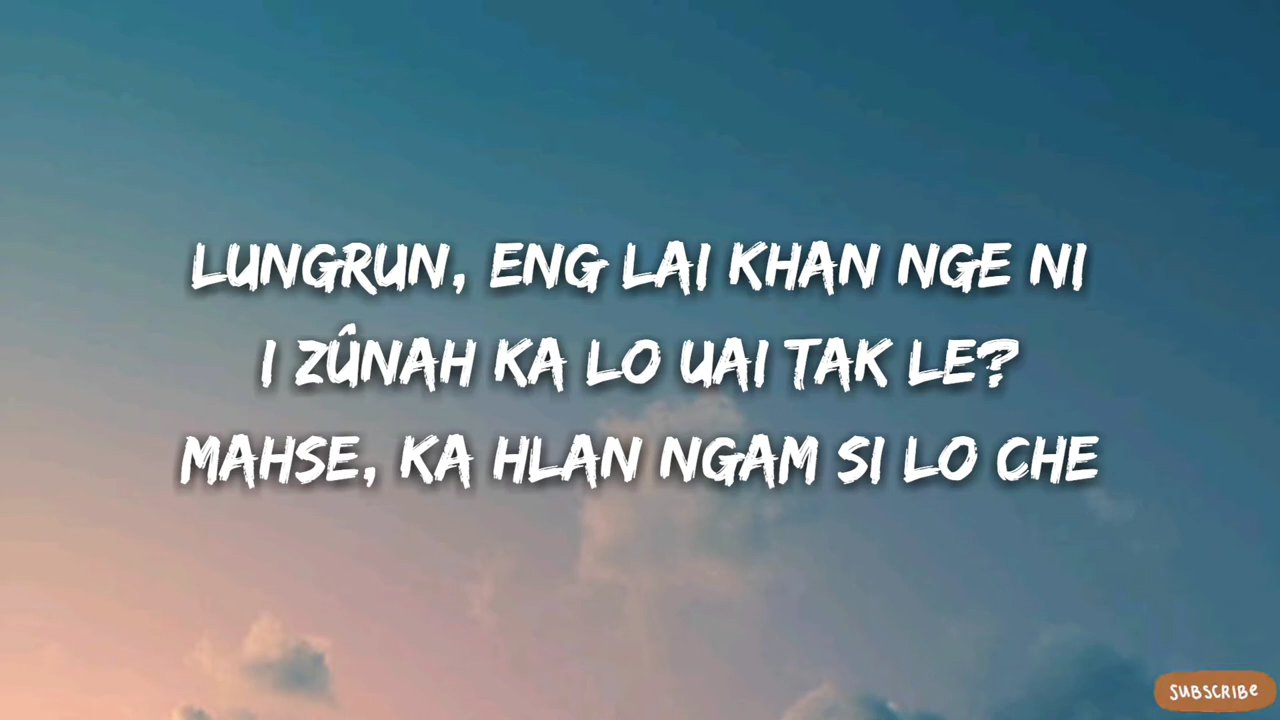 LUNGRUN, ENG LAI KHAN NGE NI
I ZÛNAH KA LO UAI TAK LE?
MAHSE, KA HLAN NGAM SI LO CHE
SUBSCRIBE